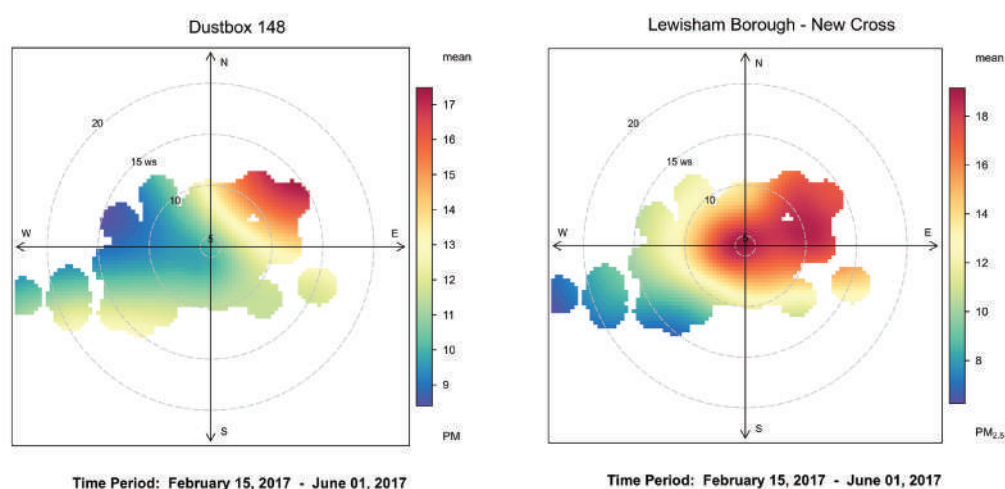 Dustbox 148
mean
N
20
15 ws
10
5
W
E
S
17
16
15
14
13
12
11
10
9
PM
Time Period: February 15, 2017 - June 01, 2017
Lewisham Borough - New Cross
mean
N
20
15 ws
10
5
W
E
S
18
16
14
12
10
8
PM2.5
Time Period: February 15, 2017 - June 01, 2017